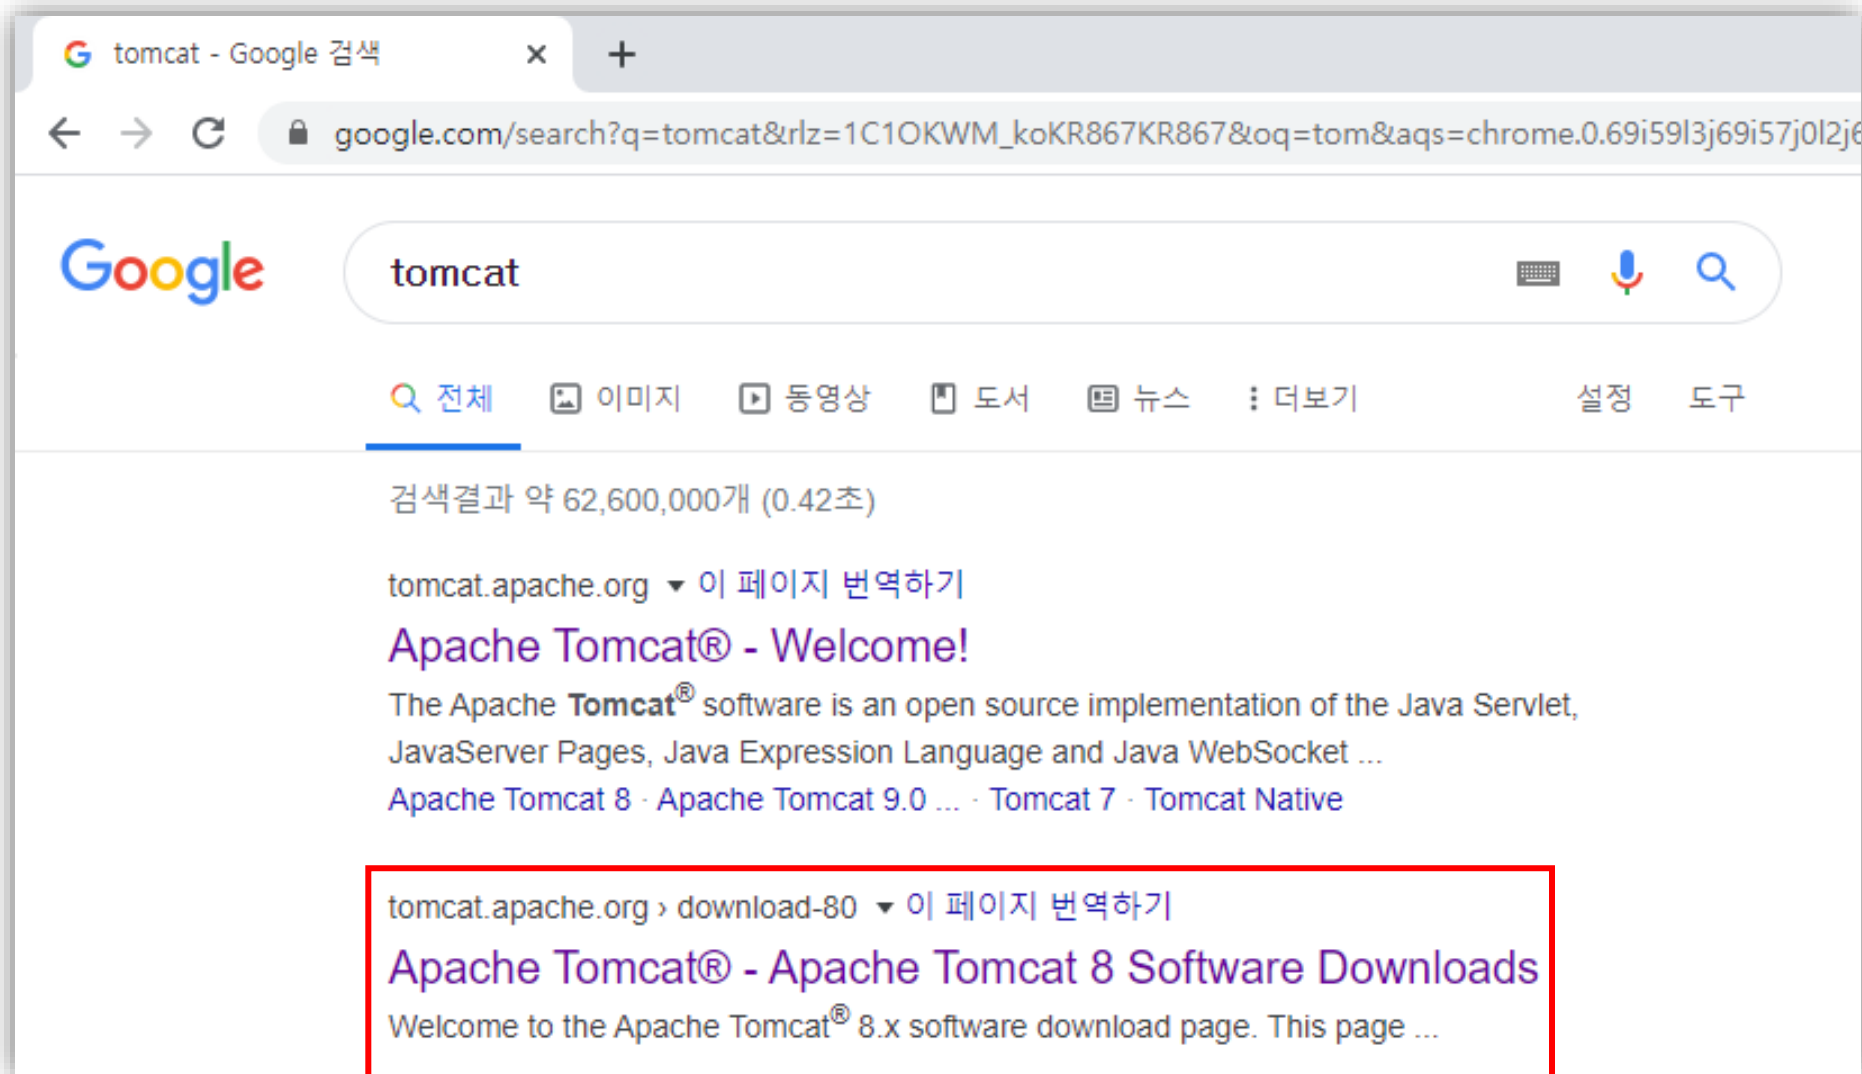 tomcat - Google 검색
google.com/search?q=tomcat&rlz=1C1OKWM_koKR867KR867&oq=tom&aqs=chrome.0.69i59l3j69i57j0l2j6
Google tomcat
전체 이미지 동영상 도서 뉴스 더보기 설정 도구
검색결과 약 62,600,000개 (0.42초)
tomcat.apache.org ▼ 이 페이지 번역하기
Apache Tomcat® - Welcome!
The Apache Tomcat® software is an open source implementation of the Java Servlet,
JavaServer Pages, Java Expression Language and Java WebSocket ...
Apache Tomcat 8 · Apache Tomcat 9.0 ... · Tomcat 7 · Tomcat Native
tomcat.apache.org › download-80 ▼ 이 페이지 번역하기
Apache Tomcat® - Apache Tomcat 8 Software Downloads
Welcome to the Apache Tomcat® 8.x software download page. This page ...